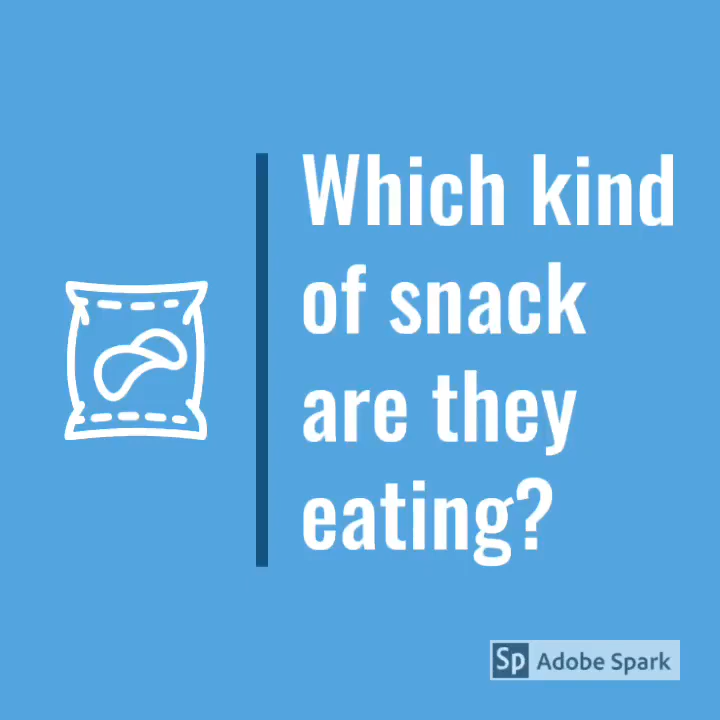 Which kind
of snack
are they
eating?
Sp Adobe Spark